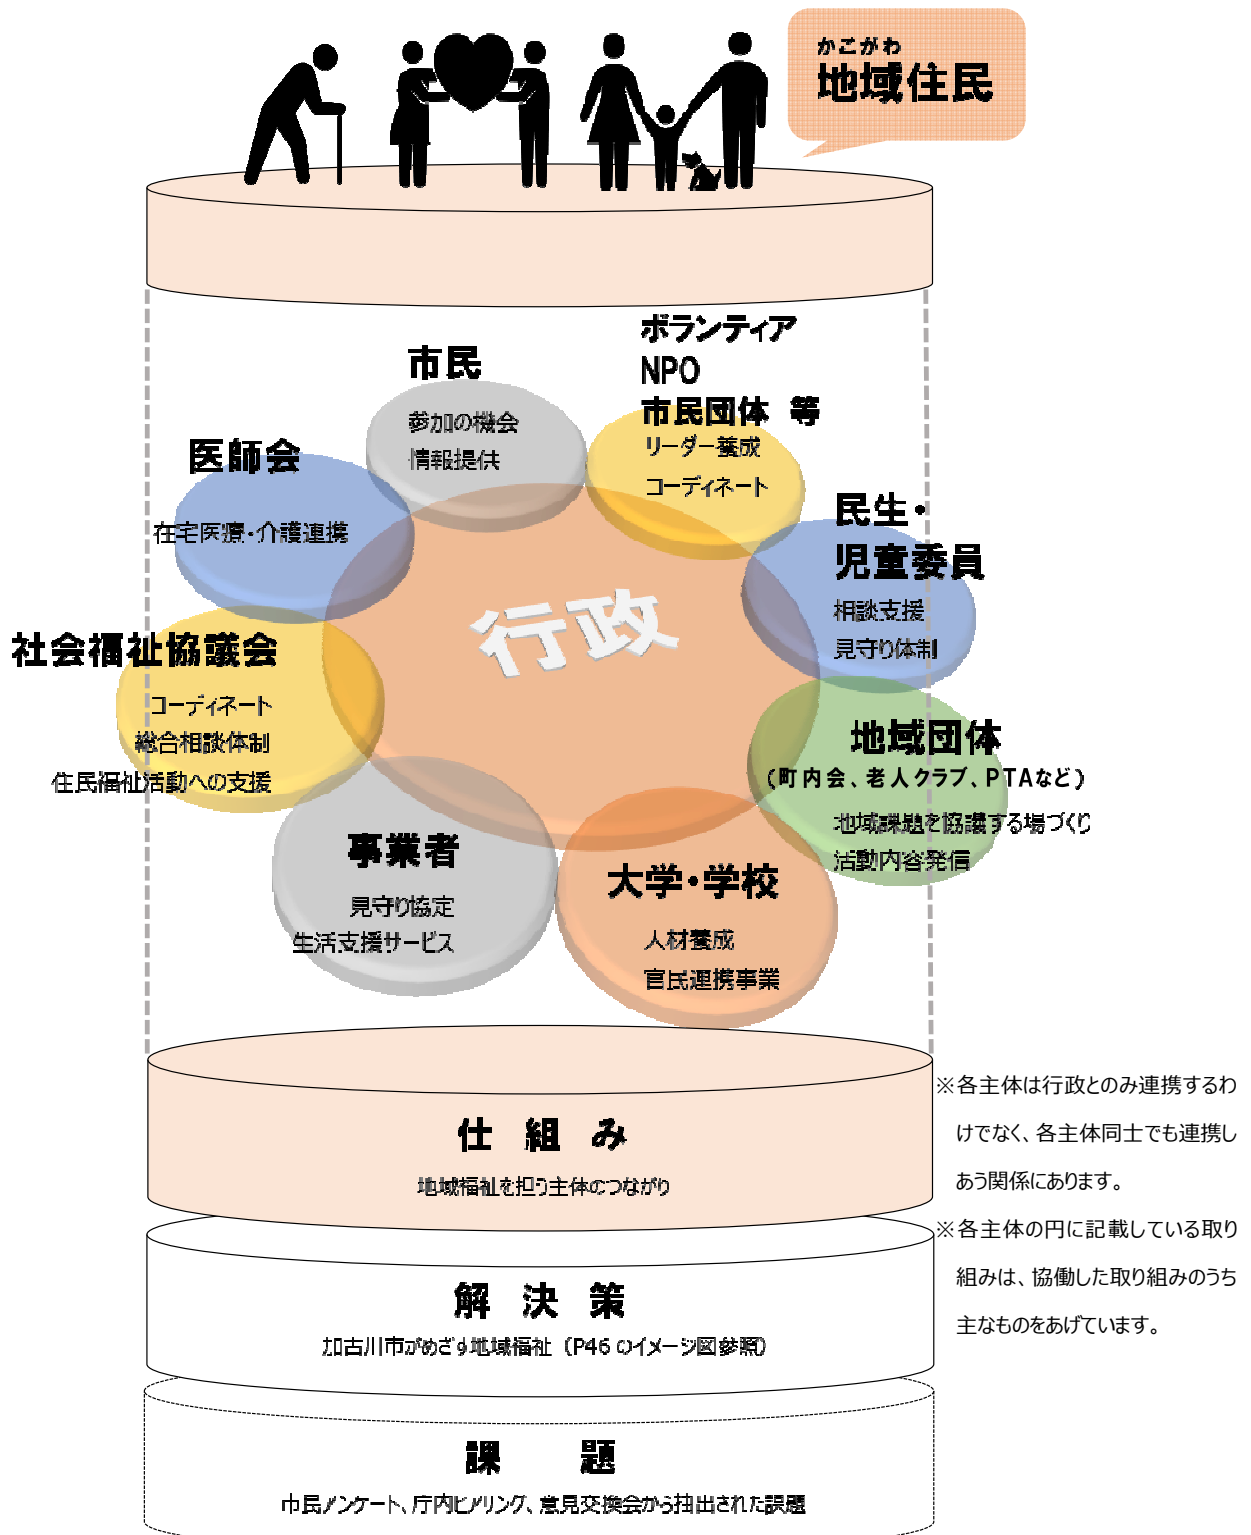 かこがわ
地域住民
ボランティア
NPO
市民団体 等
リーダー養成
コーディネート
市民
参加の機会
情報提供
医師会
在宅医療・介護連携
民生・
児童委員
相談支援
見守り体制
行政
社会福祉協議会
コーディネート
総合相談体制
住民福祉活動への支援
地域団体
(町内会、老人クラブ、PTAなど)
地域課題を協議する場づくり
活動内容発信
事業者
見守り協定
生活支援サービス
大学・学校
人材養成
官民連携事業
仕 組 み
地域福祉を担う主体のつながり
※各主体は行政とのみ連携するわ
けでなく、各主体同士でも連携し
あう関係にあります。
※各主体の円に記載している取り
組みは、協働した取り組みのうち
主なものをあげています。
解 決 策
加古川市がめざす地域福祉（P46のイメージ図参照）
課 題
市民アンケート、庁内ヒアリング、意見交換会から抽出された課題